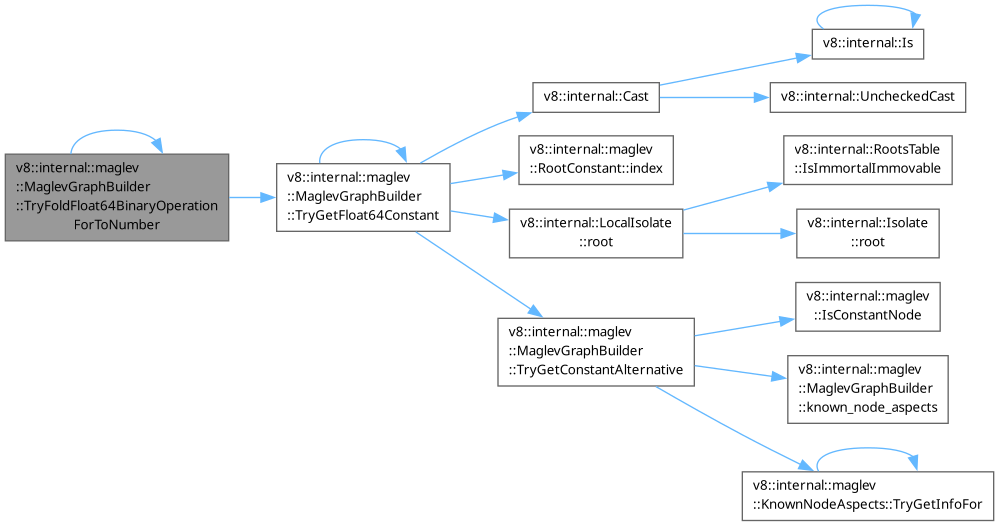 v8::internal::maglev
::MaglevGraphBuilder
::TryFoldFloat64BinaryOperation
ForToNumber
v8::internal::maglev
::MaglevGraphBuilder
::TryGetFloat64Constant
v8::internal::Cast
v8::internal::Is
v8::internal::UncheckedCast
v8::internal::maglev
::RootConstant::index
v8::internal::LocalIsolate
::root
v8::internal::RootsTable
::IsImmortalImmovable
v8::internal::Isolate
::root
v8::internal::maglev
::MaglevGraphBuilder
::TryGetConstantAlternative
v8::internal::maglev
::IsConstantNode
v8::internal::maglev
::MaglevGraphBuilder
::known_node_aspects
v8::internal::maglev
::KnownNodeAspects::TryGetInfoFor